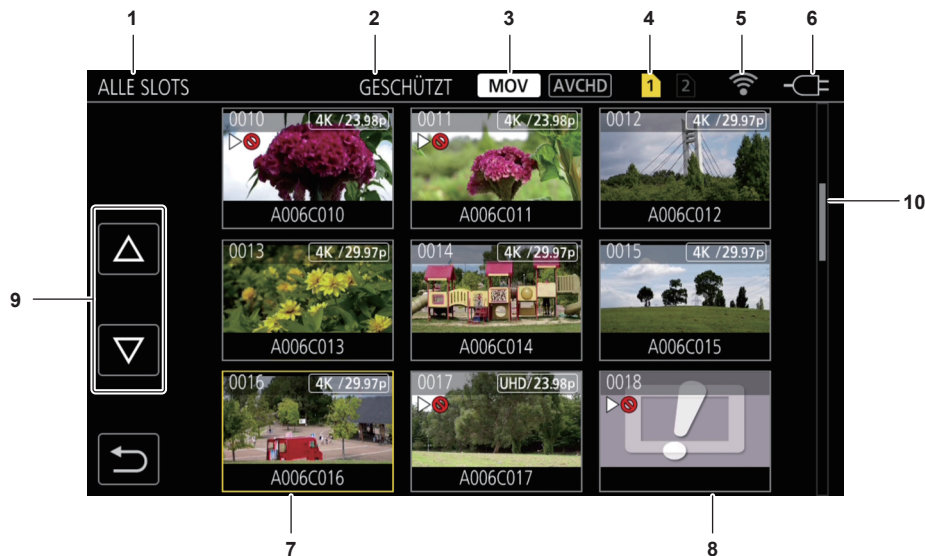 1 2 3 4 5 6
ALLE SLOTS GESCHÜTZT MOV AVCHD 1 2
0010 4K /23.98p 0011 4K /23.98p 0012 4K /29.97p
A006C010 A006C011 A006C012
10
0013 4K /29.97p 0014 4K /29.97p 0015 4K /29.97p
9
A006C013 A006C014 A006C015
0016 4K /29.97p 0017 UHD/23.98p 0018
A006C016 A006C017
7 8